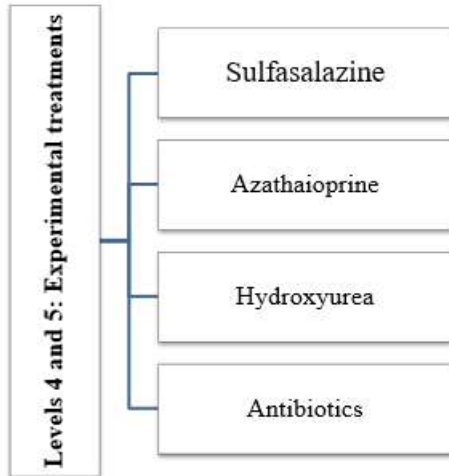 Levels 4 and 5: Experimental treatments
Sulfasalazine
Azathaioprine
Hydroxyurea
Antibiotics